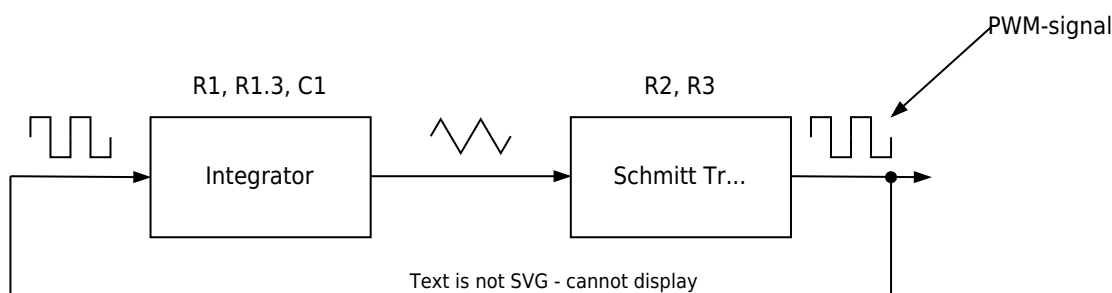 PWM-signal
R1, R1.3, C1
R2, R3
Integrator
Schmitt Tr...
Text is not SVG - cannot display